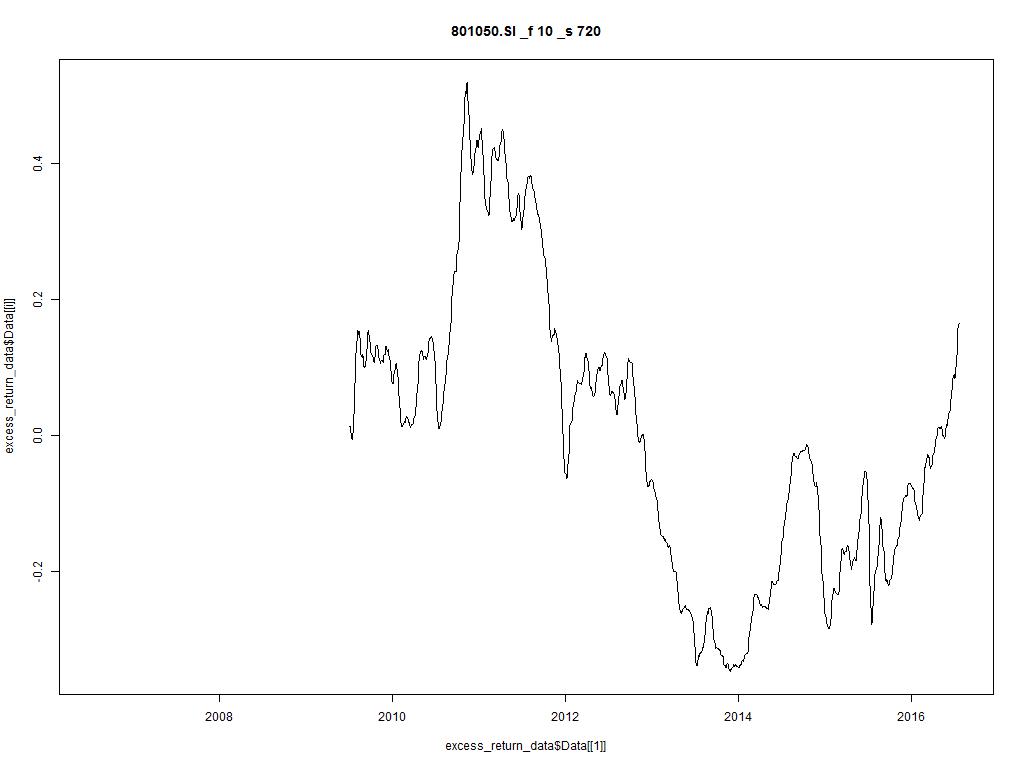 801050.SI _f 10 _s 720
excess_return_data$Data[[i]]
0.4
0.2
0.0
-0.2
2008 2010 2012 2014 2016
excess_return_data$Data[[1]]